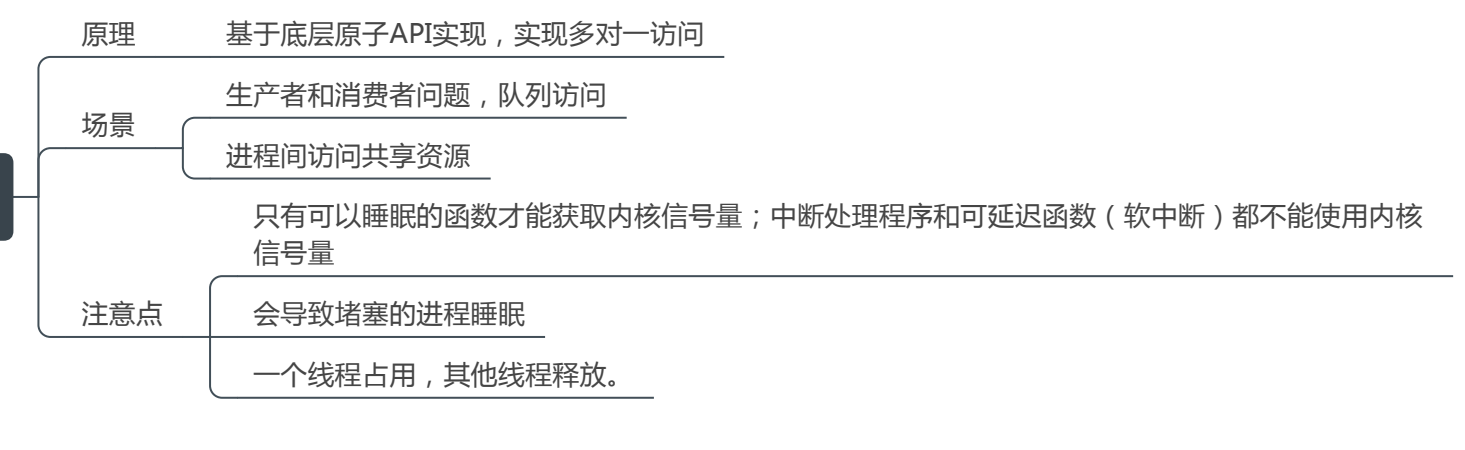 原理
基于底层原子API实现，实现多对一访问
场景
生产者和消费者问题，队列访问
进程间访问共享资源
注意点
只有可以睡眠的函数才能获取内核信号量；中断处理程序和可延迟函数（软中断）都不能使用内核
信号量
会导致堵塞的进程睡眠
一个线程占用，其他线程释放。